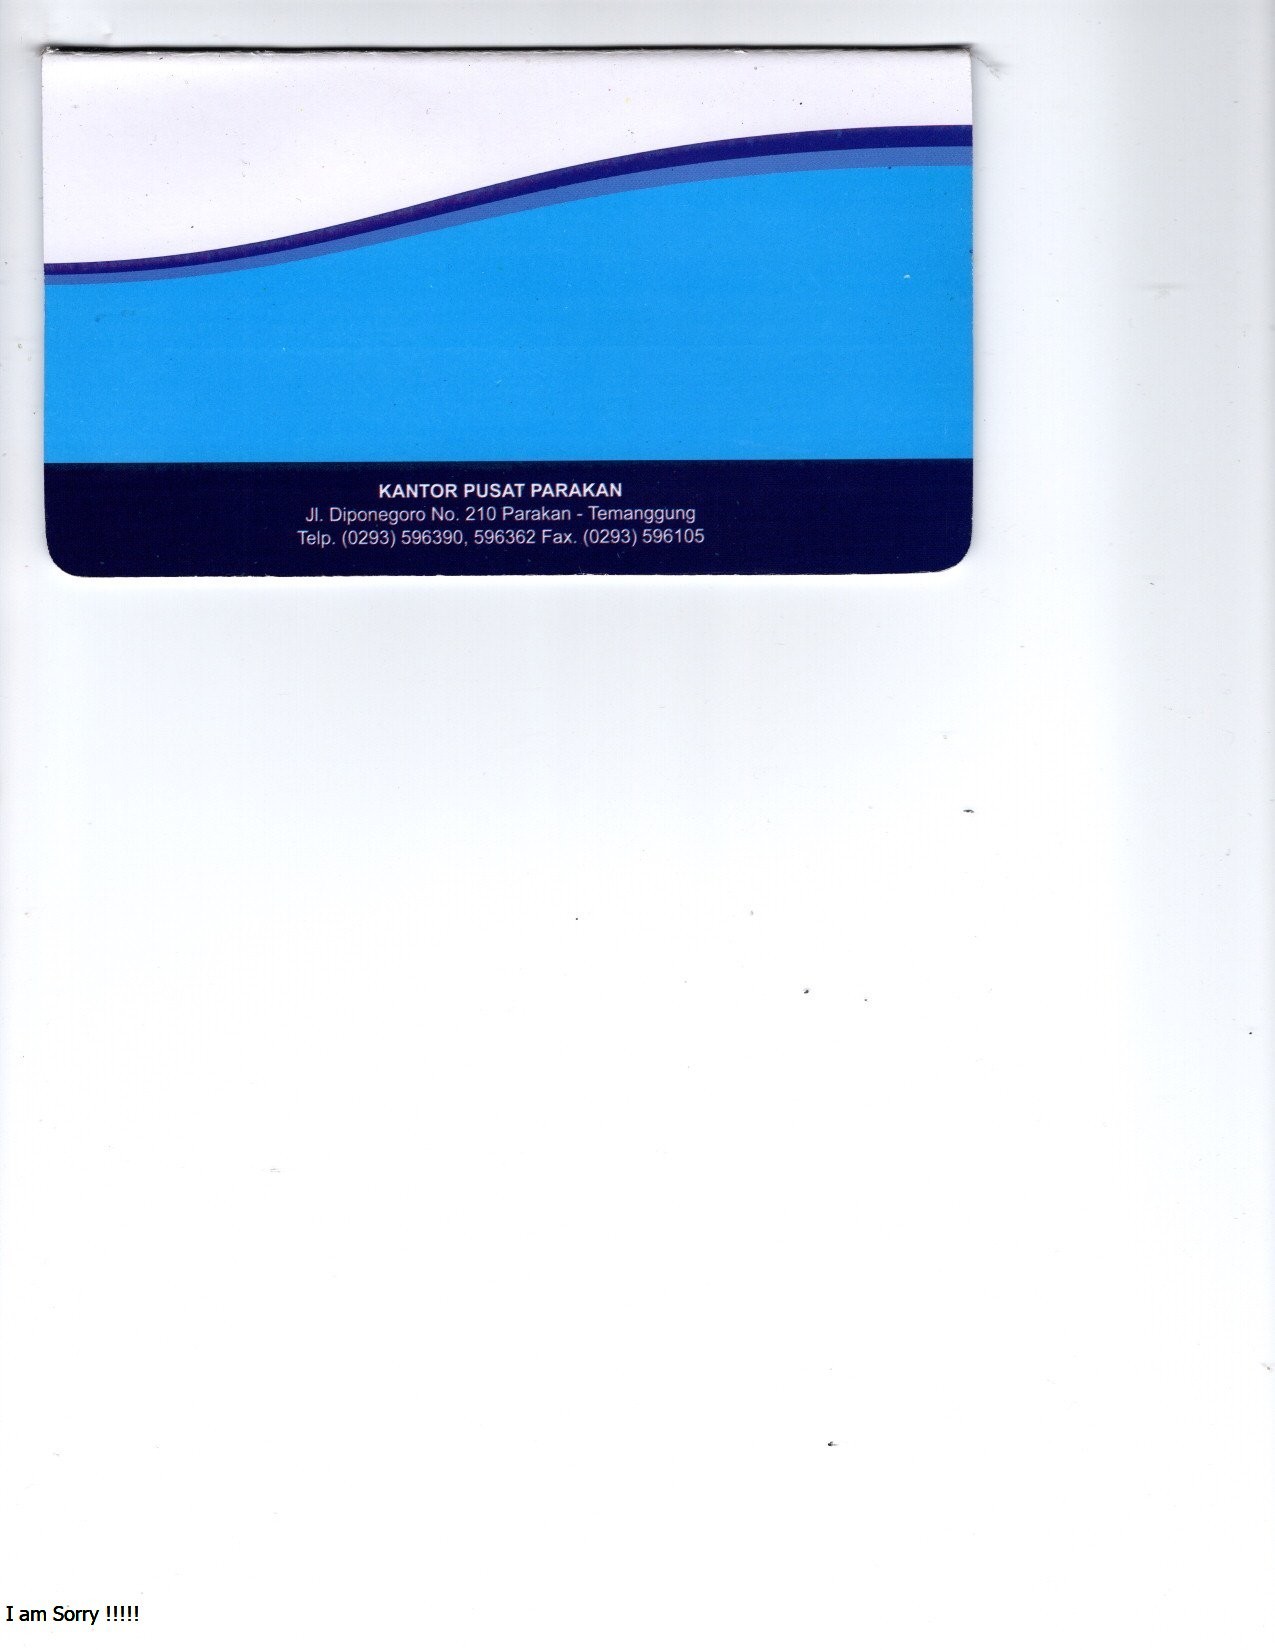 KANTOR PUSAT PARAKAN
Jl. Diponegoro No. 210 Parakan - Temanggung
Telp. (0293) 596390, 596362 Fax. (0293) 596105
I am Sorry !!!!!